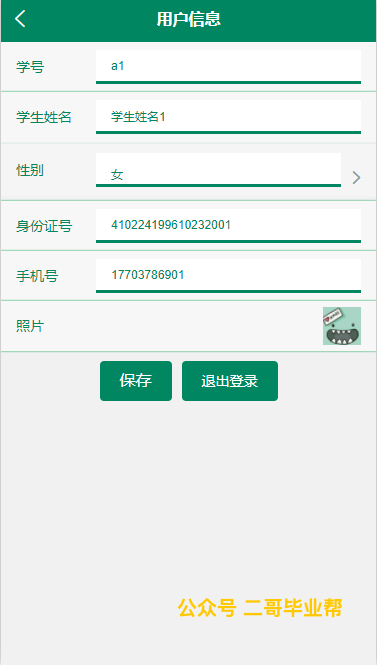 用户信息
学号 a1
学生姓名 学生姓名1
性别 女
身份证号 410224199610232001
手机号 17703786901
照片
保存 退出登录
公众号 二哥毕业帮